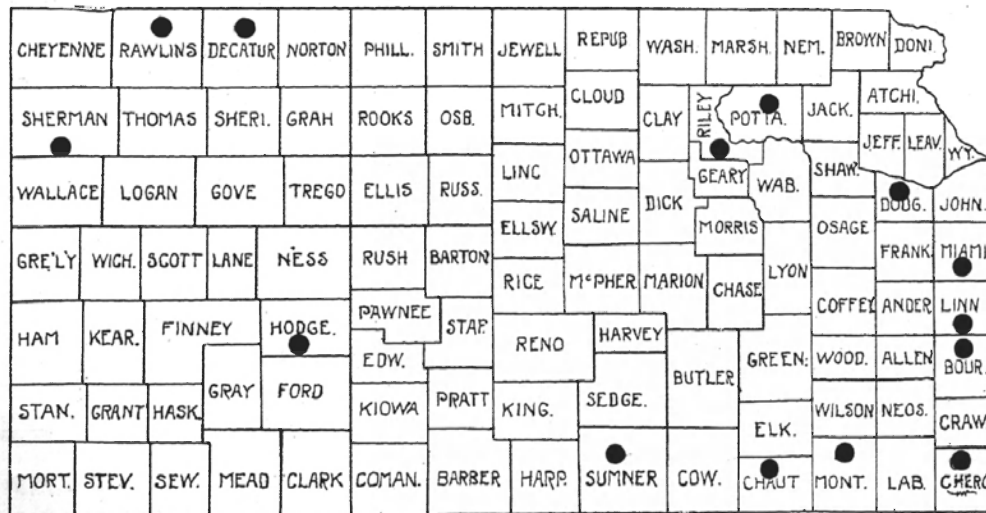 CHEYENNE RAWLINS DECATUR NORTON PHILL. SMITH JEWELL REPUB WASH. MARSH. NEM. BROWN DONI.
SHERMAN THOMAS SHERI. GRAH ROOKS OSB. MITCH. CLOUD CLAY RILEY POTTA. JACK. ATCHI.
JEFF. LEAV. WY.
WALLACE LOGAN GOVE TREGO ELLIS RUSS. LINC OTTAWA DICK GEARY WAB. SHAW. DOUG. JOHN.
ELLSW. SALINE MORRIS OSAGE
GRE'LY WICH. SCOTT LANE NESS RUSH BARTON RICE McPHER MARION CHASE LYON FRANK. MIAMI
HAM KEAR. FINNEY HODGE. PAWNEE STAF. RENO HARVEY COFFEY ANDER LINN
EDW. BUTLER GREEN. WOOD. ALLEN BOUR.
STAN. GRANT HASK. GRAY FORD KIOWA PRATT KING. SEDGE. ELK. WILSON NEOS. CRAW.
MORT. STEV. SEW. MEAD CLARK COMAN. BARBER HARP. SUMNER COW. CHAUT MONT. LAB. CHERO